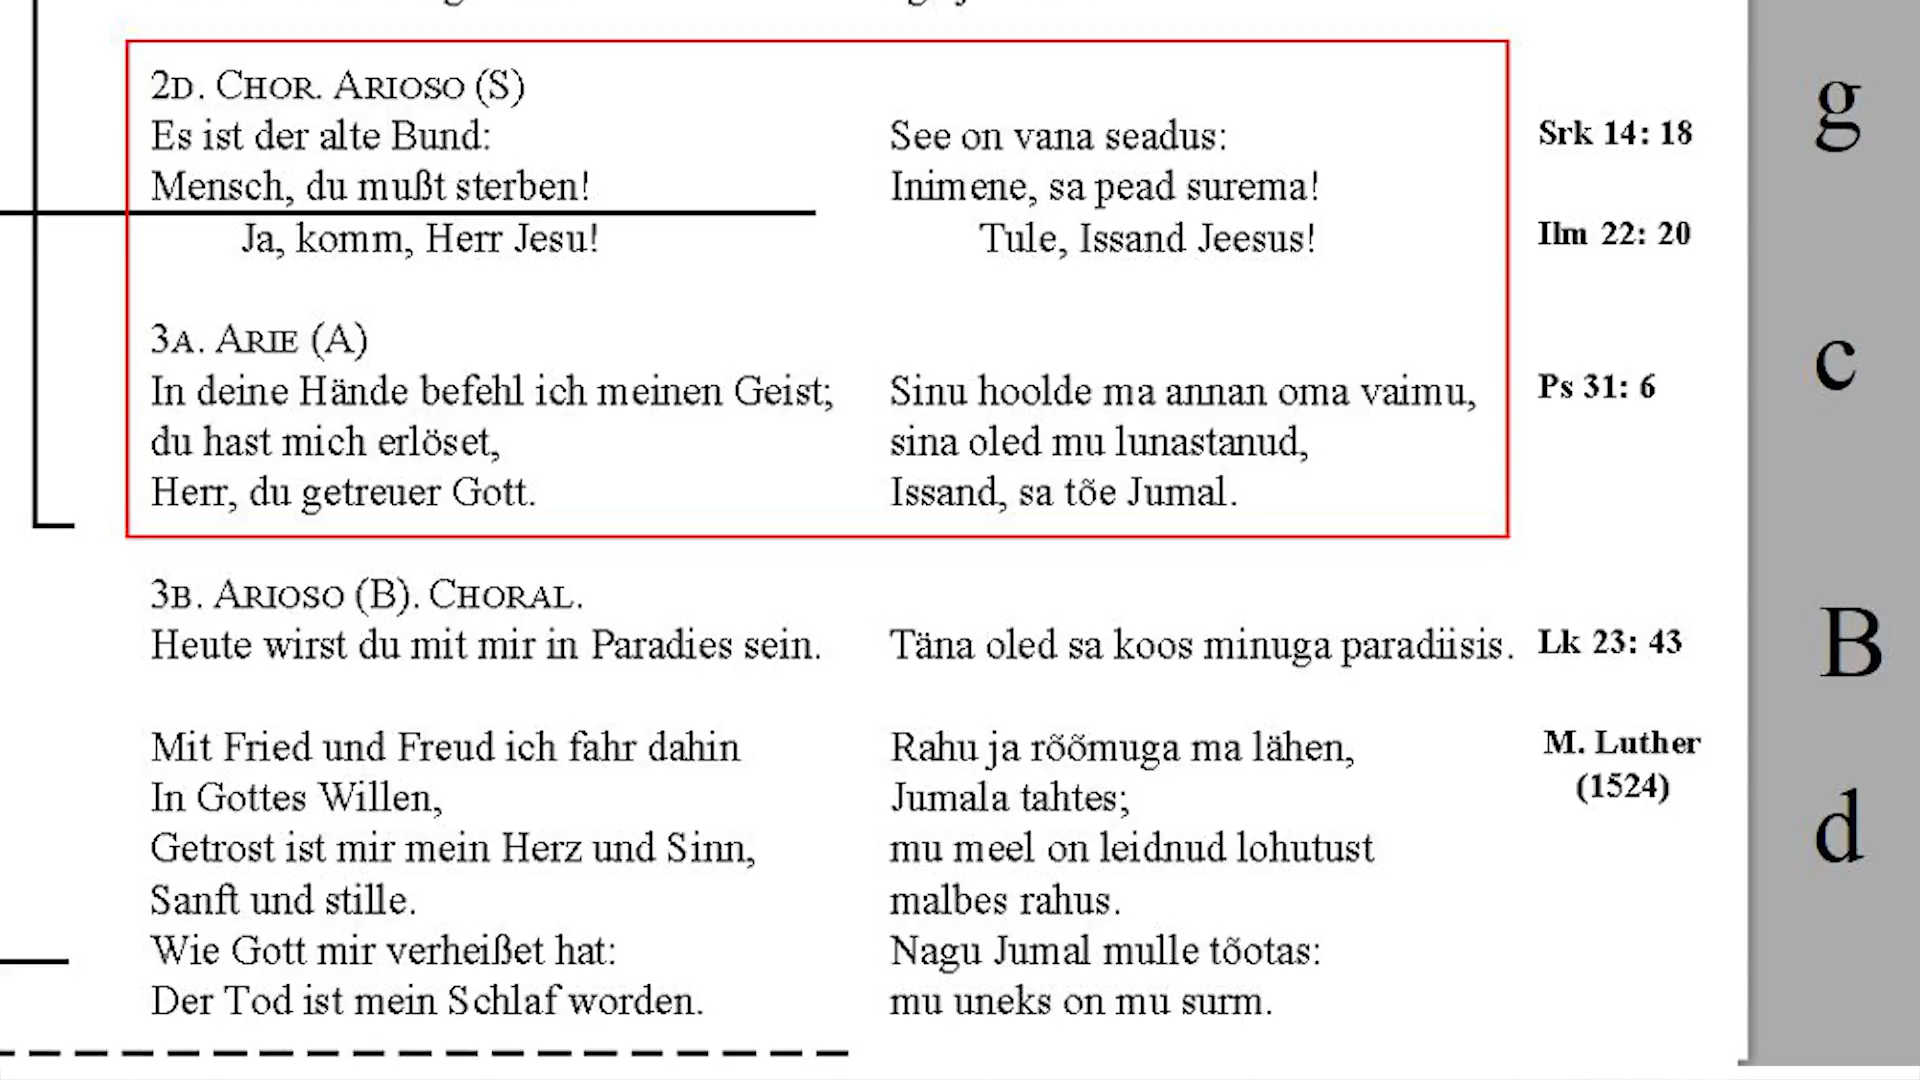 2D. CHOR. ARIOSO (S)
Es ist der alte Bund: See on vana seadus: Srk 14: 18 g
Mensch, du mußt sterben! Inimene, sa pead surema!
Ja, komm, Herr Jesu! Tule, Issand Jeesus! Ilm 22: 20
3A. ARIE (A) c
In deine Hände befehl ich meinen Geist; Sinu hoolde ma annan oma vaimu, Ps 31: 6
du hast mich erlöset, sina oled mu lunastanud,
Herr, du getreuer Gott. Issand, sa tõe Jumal.
3B. ARIOSO (B). CHORAL.
Heute wirst du mit mir in Paradies sein. Täna oled sa koos minuga paradiisis. Lk 23: 43 B
Mit Fried und Freud ich fahr dahin Rahu ja rõõmuga ma lähen, M. Luther
In Gottes Willen, Jumala tahtes; (1524) d
Getrost ist mir mein Herz und Sinn, mu meel on leidnud lohutust
Sanft und stille. malbes rahus.
Wie Gott mir verheißet hat: Nagu Jumal mulle tõotas:
Der Tod ist mein Schlaf worden. mu uneks on mu surm.